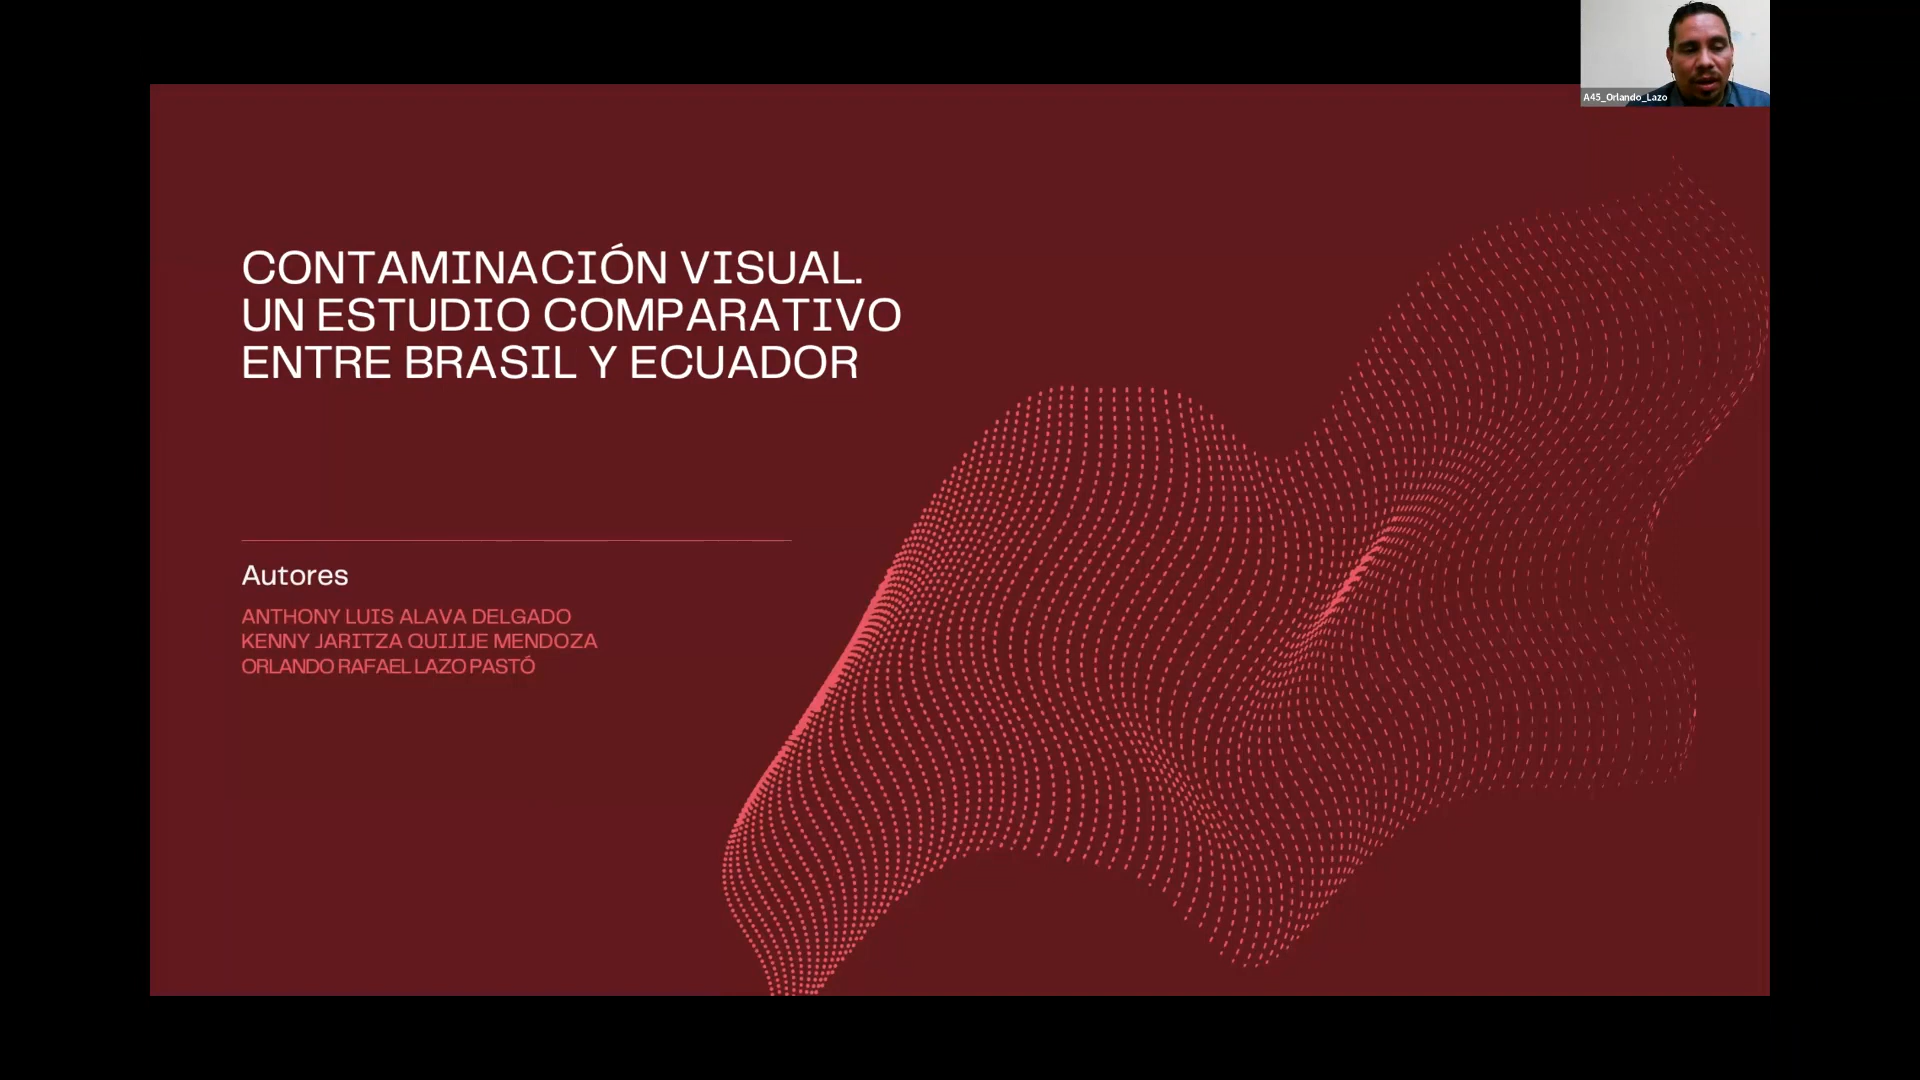 A45_Orlando_Lazo
CONTAMINACIÓN VISUAL.
UN ESTUDIO COMPARATIVO
ENTRE BRASIL Y ECUADOR
Autores
ANTHONY LUIS ALAVA DELGADO
KENNY JARITZA QUIJIJE MENDOZA
ORLANDO RAFAEL LAZO PASTÓ